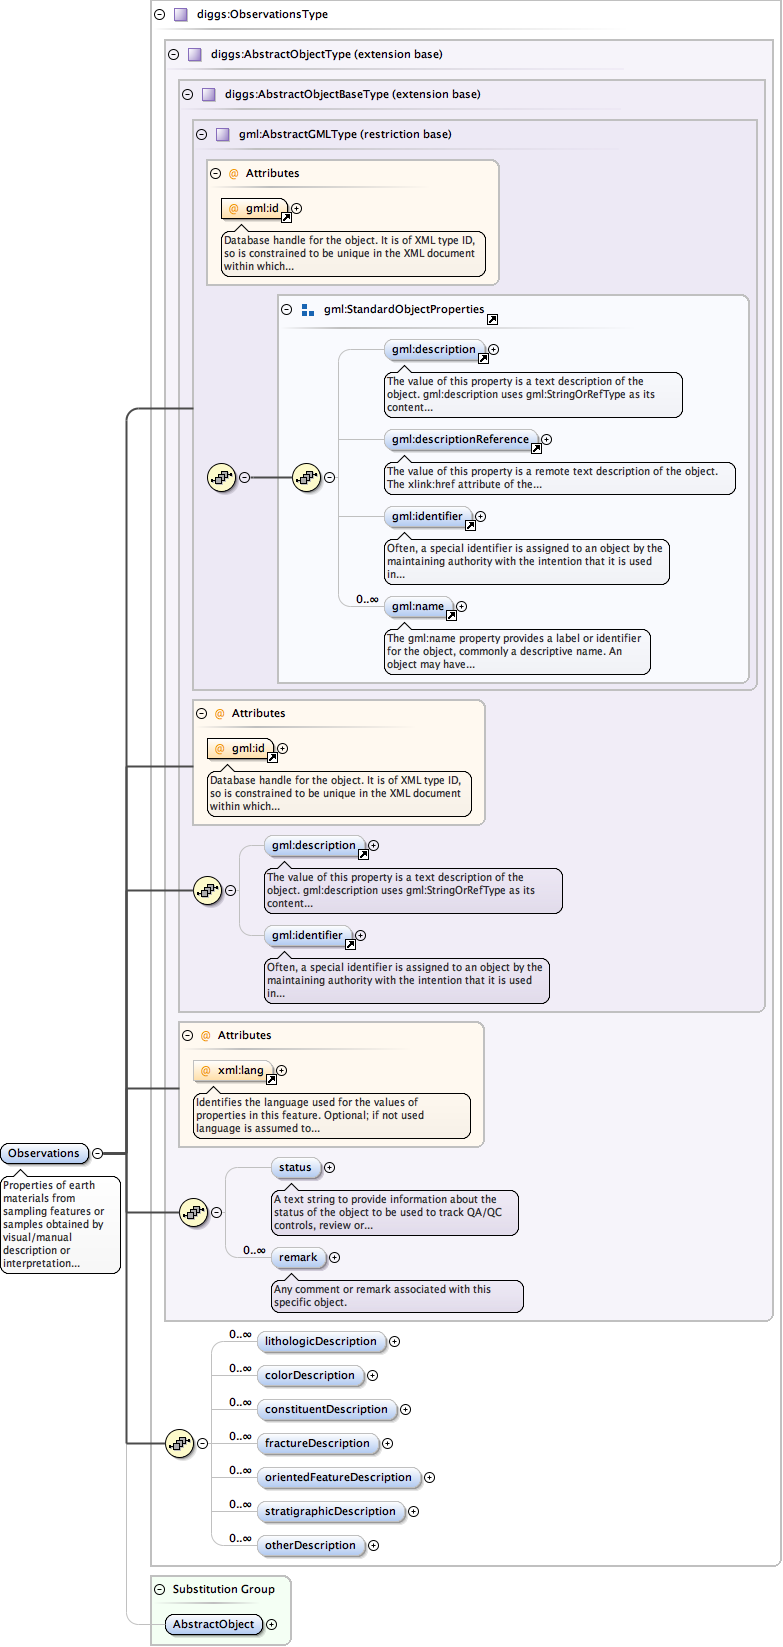 diggs:ObservationsType
diggs:AbstractObjectType (extension base)
diggs:AbstractObjectBaseType (extension base)
gml:AbstractGMLType (restriction base)
@ Attributes
@ gml:id
Database handle for the object. It is of XML type ID,
so is constrained to be unique in the XML document
within which...
gml:StandardObjectProperties
gml:description
The value of this property is a text description of the
object. gml:description uses gml:StringOrRefType as its
content...
gml:descriptionReference
The value of this property is a remote text description of the object.
The xlink:href attribute of the...
gml:identifier
Often, a special identifier is assigned to an object by the
maintaining authority with the intention that it is used
in...
0..∞
gml:name
The gml:name property provides a label or identifier
for the object, commonly a descriptive name. An
object may have...
@ Attributes
@ gml:id
Database handle for the object. It is of XML type ID,
so is constrained to be unique in the XML document
within which...
gml:description
The value of this property is a text description of the
object. gml:description uses gml:StringOrRefType as its
content...
gml:identifier
Often, a special identifier is assigned to an object by the
maintaining authority with the intention that it is used
in...
@ Attributes
@ xml:lang
Identifies the language used for the values of
properties in this feature. Optional; if not used
language is assumed to...
Observations
Properties of earth
materials from
sampling features or
samples obtained by
visual/manual
description or
interpretation...
status
A text string to provide information about the
status of the object to be used to track QA/QC
controls, review or...
0..∞
remark
Any comment or remark associated with this
specific object.
0..∞
lithologicDescription
0..∞
colorDescription
0..∞
constituentDescription
0..∞
fractureDescription
0..∞
orientedFeatureDescription
0..∞
stratigraphicDescription
0..∞
otherDescription
Substitution Group
AbstractObject